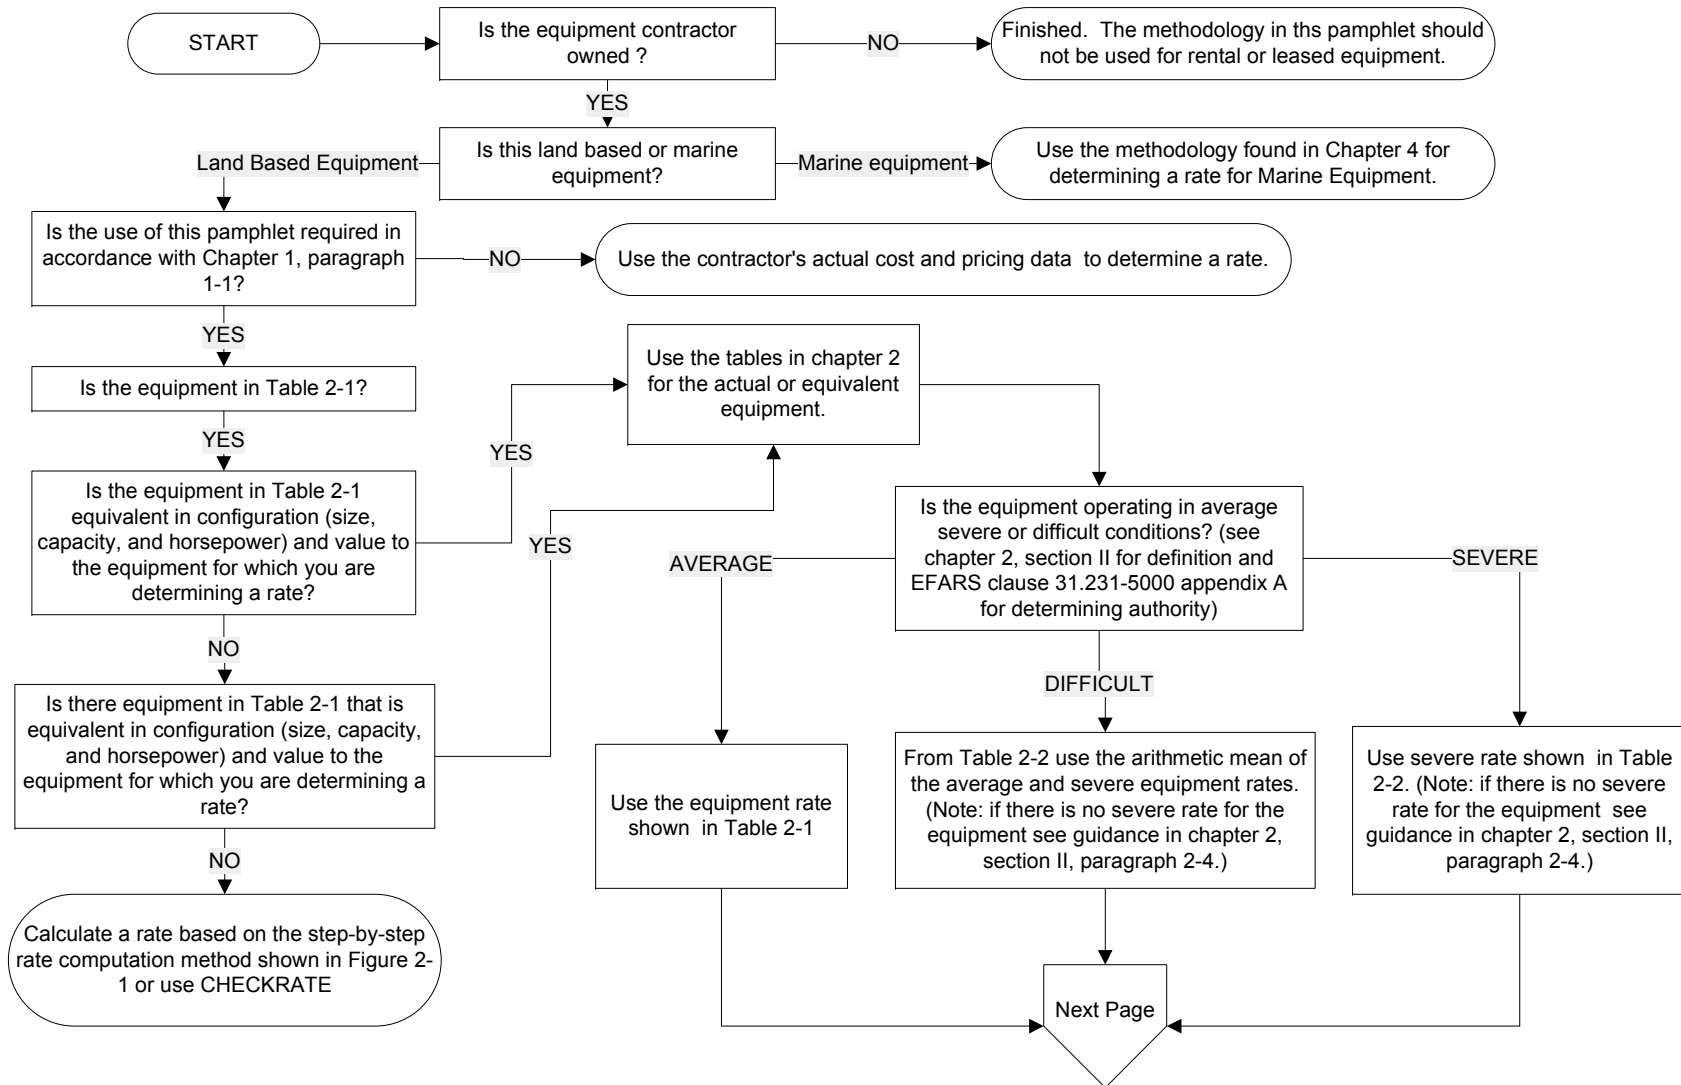 START
Is the equipment contractor
owned ?
NO
Finished.  The methodology in ths pamphlet should
not be used for rental or leased equipment.
YES
Land Based Equipment
Is this land based or marine
equipment?
Marine equipment
Use the methodology found in Chapter 4 for
determining a rate for Marine Equipment.
Is the use of this pamphlet required in
accordance with Chapter 1, paragraph
1-1?
NO
Use the contractor's actual cost and pricing data  to determine a rate.
YES
Is the equipment in Table 2-1?
YES
Is the equipment in Table 2-1
equivalent in configuration (size,
capacity, and horsepower) and value to
the equipment for which you are
determining a rate?
YES
NO
Is there equipment in Table 2-1 that is
equivalent in configuration (size, capacity,
and horsepower) and value to the
equipment for which you are determining a
rate?
YES
NO
Calculate a rate based on the step-by-step
rate computation method shown in Figure 2-
1 or use CHECKRATE
Use the tables in chapter 2
for the actual or equivalent
equipment.
Is the equipment operating in average
severe or difficult conditions? (see
chapter 2, section II for definition and
EFARS clause 31.231-5000 appendix A
for determining authority)
AVERAGE
SEVERE
DIFFICULT
Use the equipment rate
shown  in Table 2-1
From Table 2-2 use the arithmetic mean of
the average and severe equipment rates.
(Note: if there is no severe rate for the
equipment see guidance in chapter 2,
section II, paragraph 2-4.)
Use severe rate shown  in Table
2-2. (Note: if there is no severe
rate for the equipment  see
guidance in chapter 2, section II,
paragraph 2-4.)
Next Page